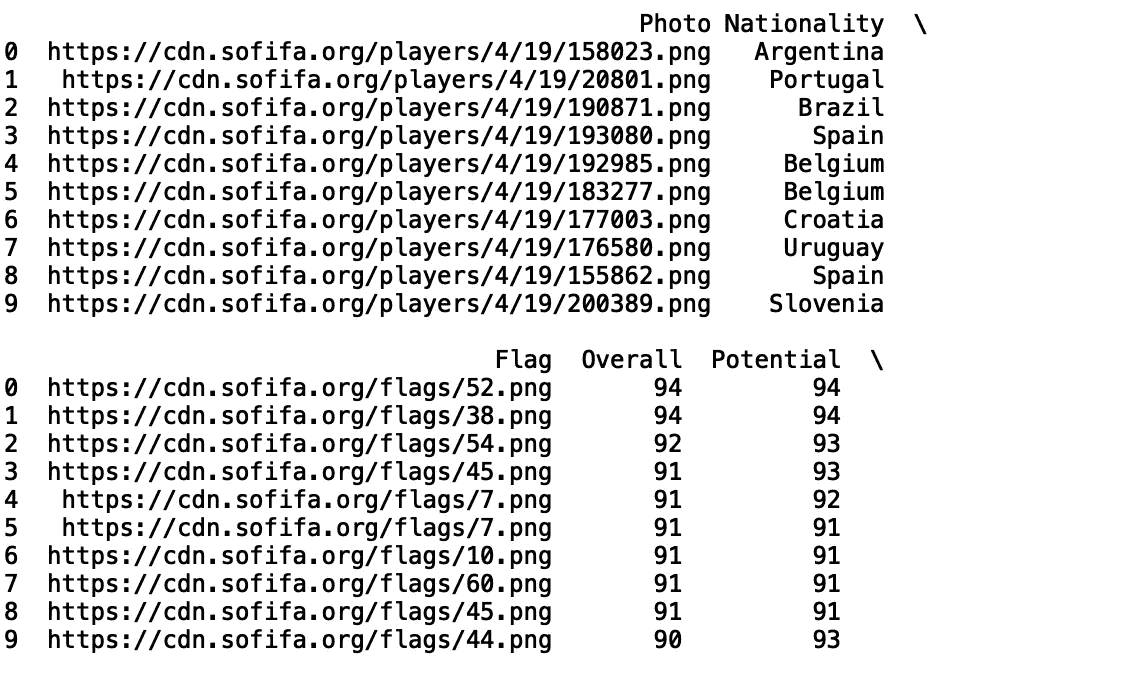 Photo Nationality \
0 https://cdn.sofifa.org/players/4/19/158023.png Argentina
1 https://cdn.sofifa.org/players/4/19/20801.png Portugal
2 https://cdn.sofifa.org/players/4/19/190871.png Brazil
3 https://cdn.sofifa.org/players/4/19/193080.png Spain
4 https://cdn.sofifa.org/players/4/19/192985.png Belgium
5 https://cdn.sofifa.org/players/4/19/183277.png Belgium
6 https://cdn.sofifa.org/players/4/19/177003.png Croatia
7 https://cdn.sofifa.org/players/4/19/176580.png Uruguay
8 https://cdn.sofifa.org/players/4/19/155862.png Spain
9 https://cdn.sofifa.org/players/4/19/200389.png Slovenia
Flag Overall Potential \
0 https://cdn.sofifa.org/flags/52.png 94 94
1 https://cdn.sofifa.org/flags/38.png 94 94
2 https://cdn.sofifa.org/flags/54.png 92 93
3 https://cdn.sofifa.org/flags/45.png 91 93
4 https://cdn.sofifa.org/flags/7.png 91 92
5 https://cdn.sofifa.org/flags/7.png 91 91
6 https://cdn.sofifa.org/flags/10.png 91 91
7 https://cdn.sofifa.org/flags/60.png 91 91
8 https://cdn.sofifa.org/flags/45.png 91 91
9 https://cdn.sofifa.org/flags/44.png 90 93